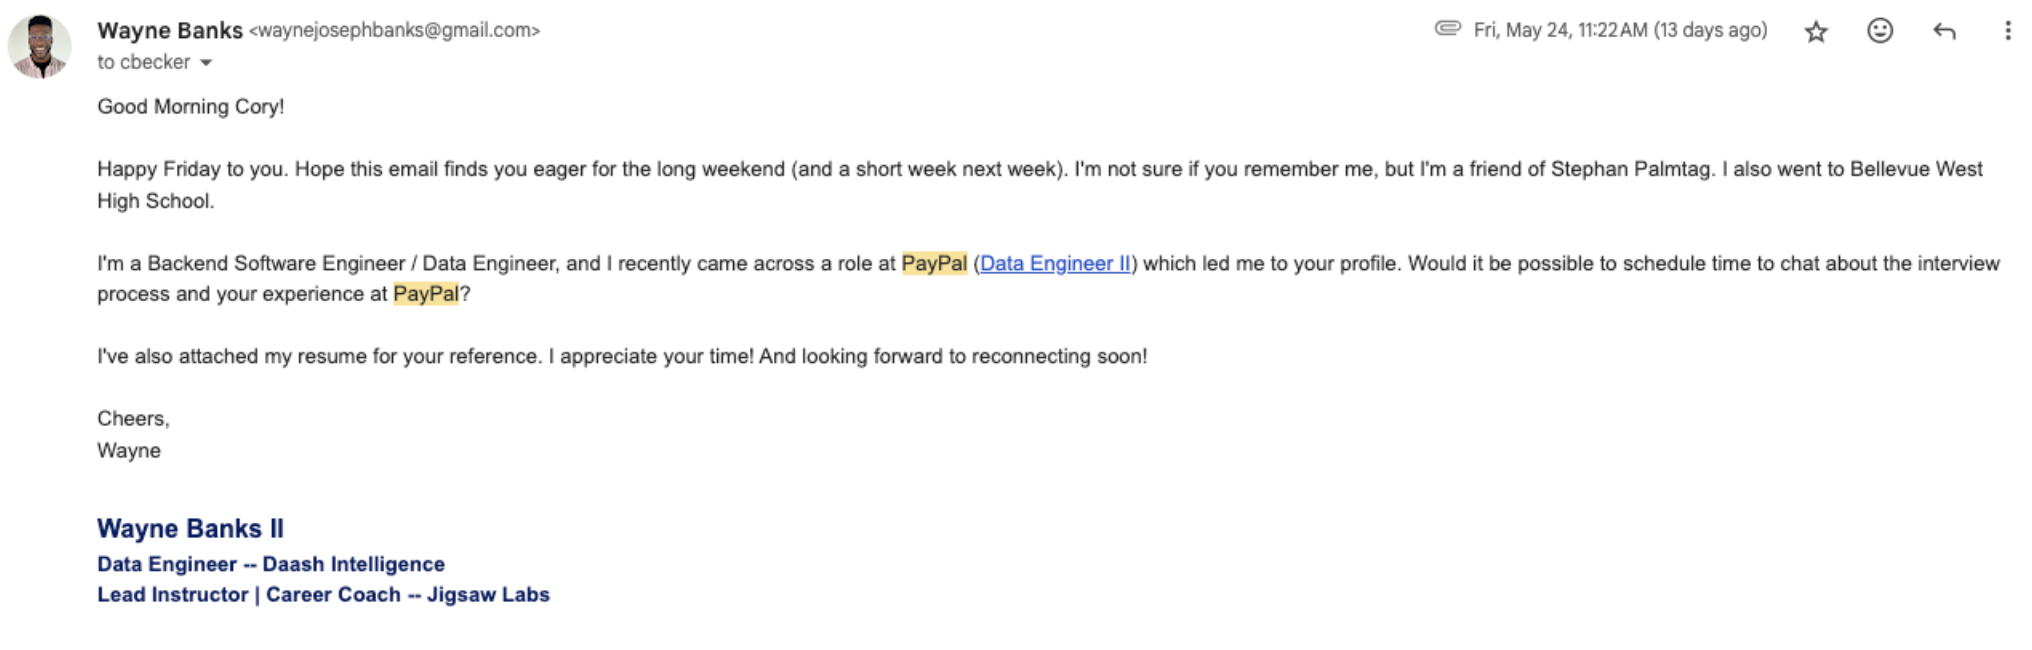 Wayne Banks <waynejosephbanks@gmail.com>
Fri, May 24, 11:22 AM (13 days ago)
to cbecker
Good Morning Cory!
Happy Friday to you. Hope this email finds you eager for the long weekend (and a short week next week). I'm not sure if you remember me, but I'm a friend of Stephan Palmtag. I also went to Bellevue West
High School.
I'm a Backend Software Engineer / Data Engineer, and I recently came across a role at PayPal (Data Engineer II) which led me to your profile. Would it be possible to schedule time to chat about the interview
process and your experience at PayPal?
I've also attached my resume for your reference. I appreciate your time! And looking forward to reconnecting soon!
Cheers,
Wayne
Wayne Banks II
Data Engineer -- Daash Intelligence
Lead Instructor | Career Coach -- Jigsaw Labs